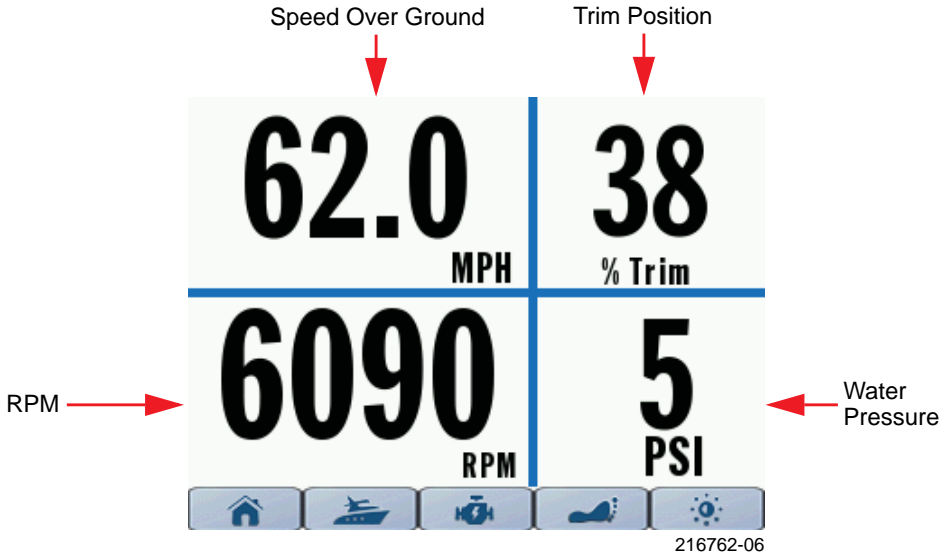 Speed Over Ground
Trim Position
62.0
MPH
38
% Trim
RPM
6090
RPM
5
PSI
Water
Pressure
216762-06